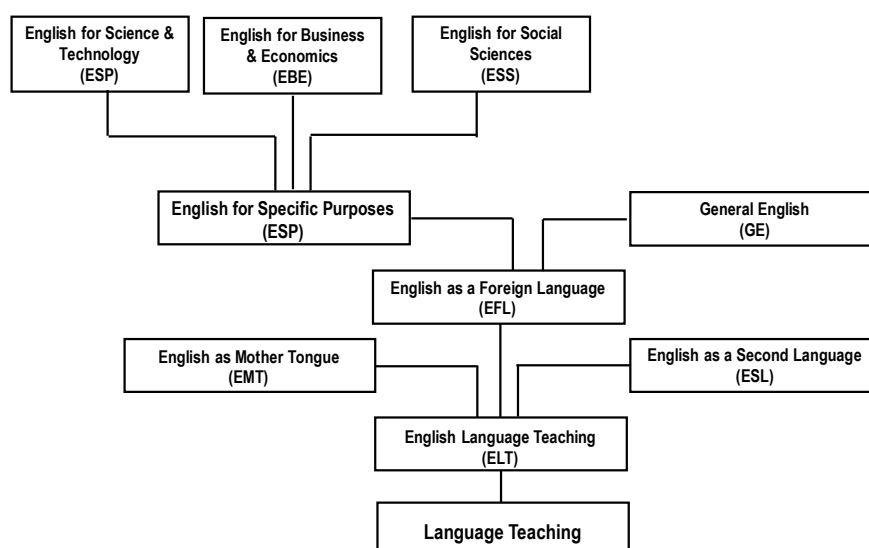 English for Science &
Technology
(ESP)
English for Business
& Economics
(EBE)
English for Social
Sciences
(ESS)
English for Specific Purposes
(ESP)
General English
(GE)
English as a Foreign Language
(EFL)
English as Mother Tongue
(EMT)
English as a Second Language
(ESL)
English Language Teaching
(ELT)
Language Teaching